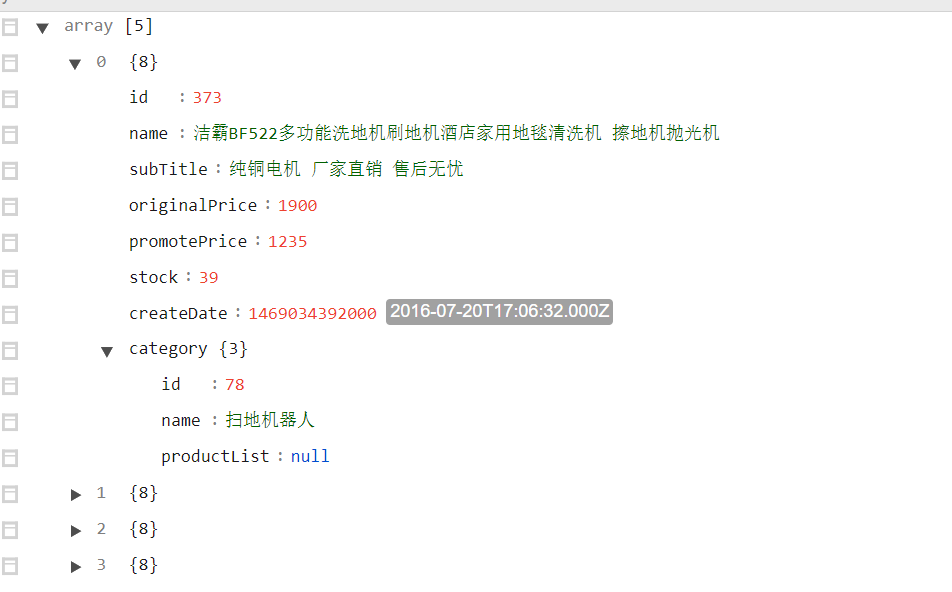 array [5]
0 {8}
id : 373
name : 洁霸BF522多功能洗地机刷地机酒店家用地毯清洗机 擦地机抛光机
subTitle : 纯铜电机 厂家直销 售后无忧
originalPrice : 1900
promotePrice : 1235
stock : 39
createDate : 1469034392000 2016-07-20T17:06:32.000Z
category {3}
id : 78
name : 扫地机器人
productList : null
1 {8}
2 {8}
3 {8}